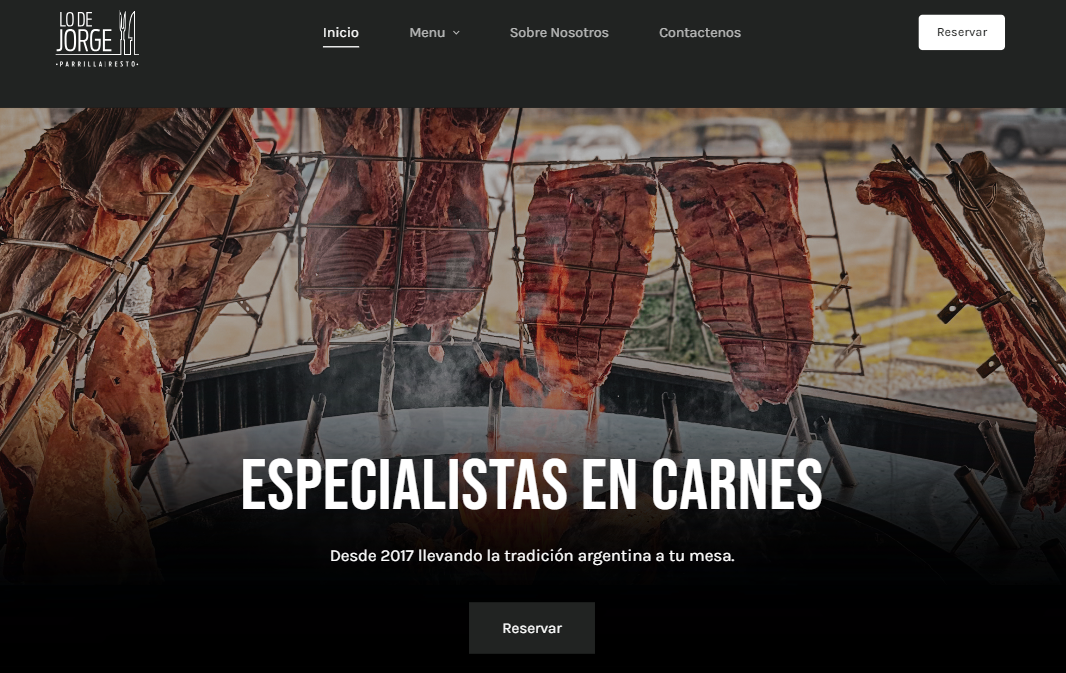 LO DE
JORGE
•PARRILLA|RESTO•
Inicio
Menu
Sobre Nosotros
Contactenos
Reservar
ESPECIALISTAS EN CARNES
Desde 2017 llevando la tradición argentina a tu mesa.
Reservar